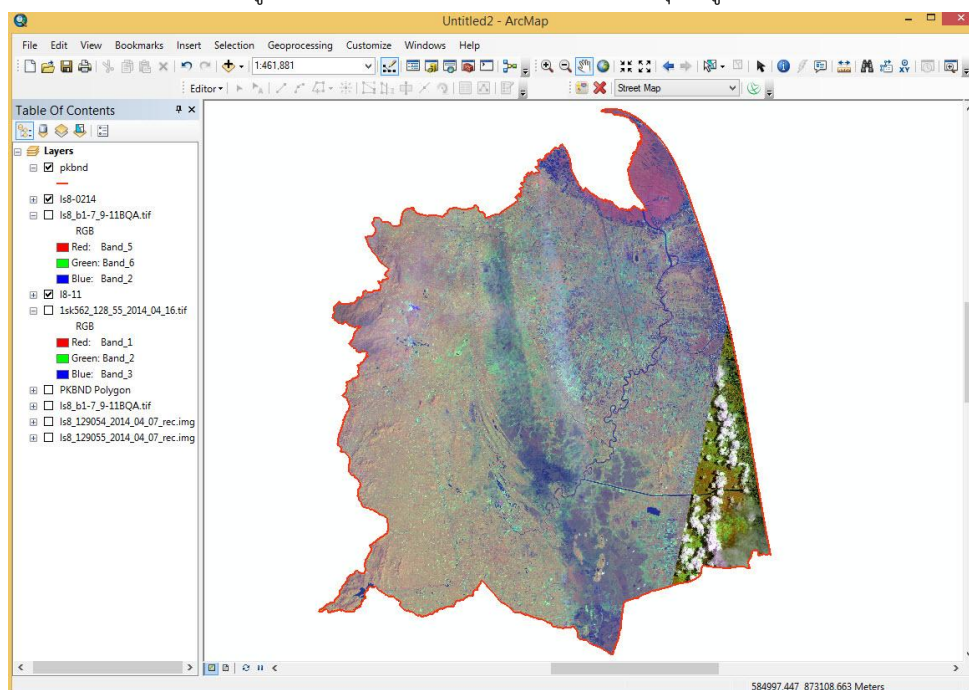 Untitled2 - ArcMap
File Edit View Bookmarks Insert Selection Geoprocessing Customize Windows Help
1:461,881
Editor
Street Map
Table Of Contents
Layers
pkbnd
ls8-0214
ls8_b1-7_9-11BQA.tif
RGB
Red: Band_5
Green: Band_6
Blue: Band_2
l8-11
1sk562_128_55_2014_04_16.tif
RGB
Red: Band_1
Green: Band_2
Blue: Band_3
PKBND Polygon
ls8_b1-7_9-11BQA.tif
ls8_129054_2014_04_07_rec.img
ls8_129055_2014_04_07_rec.img
584997.447 873108.663 Meters